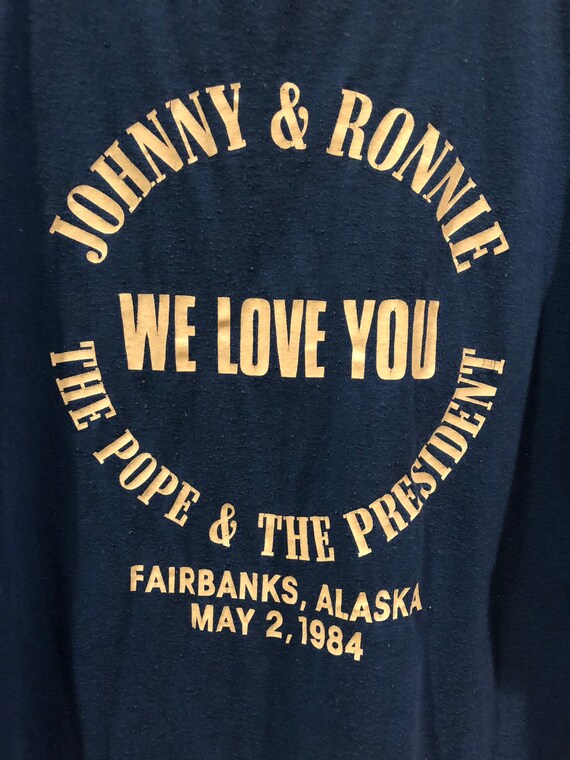 JOHNNY & RONNIE
WE LOVE YOU
THE POPE & THE PRESIDENT
FAIRBANKS, ALASKA
MAY 2, 1984